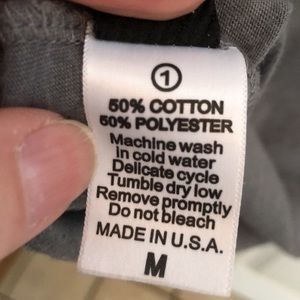 1
50% COTTON
50% POLYESTER
Machine wash
in cold water
Delicate cycle
Tumble dry low
Remove promptly
Do not bleach
MADE IN U.S.A.
M